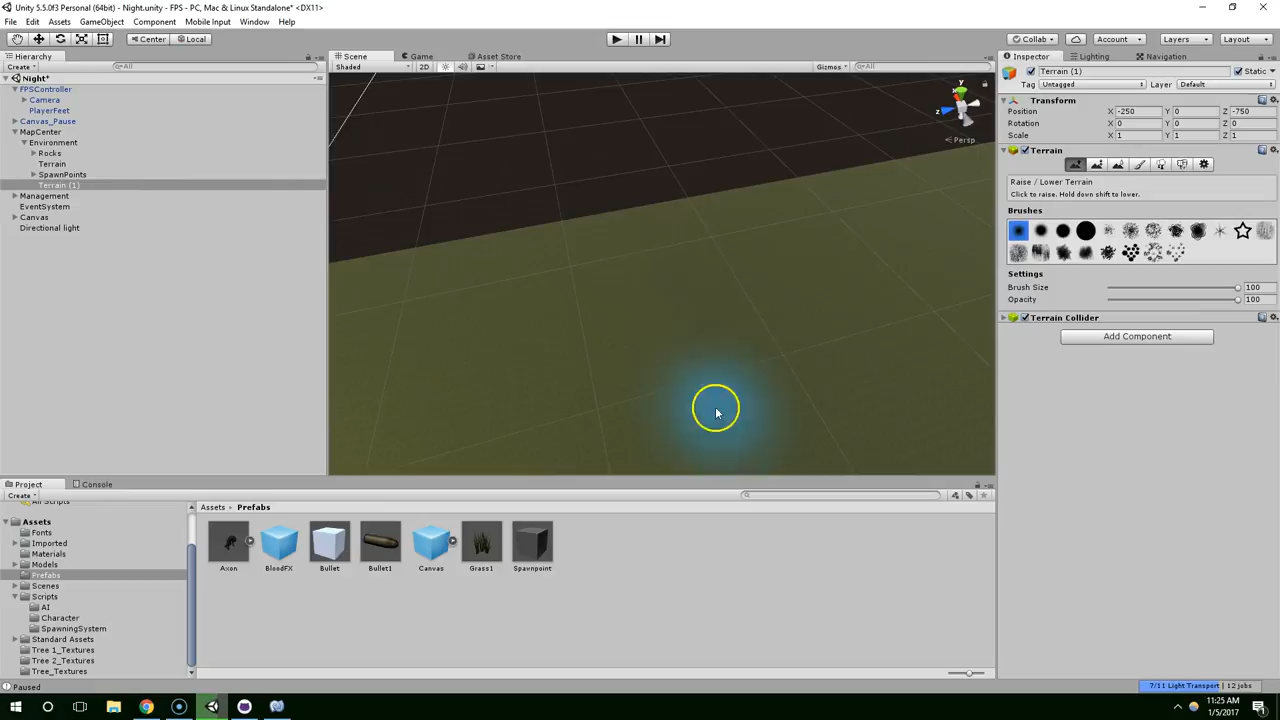 Unity 5.5.0f3 Personal (64bit) - Night.unity - FPS - PC, Mac & Linux Standalone* <DX11>
File Edit Assets GameObject Component Mobile Input Window Help
Center Local Collab Account Layers Layout
Hierarchy Scene Game Asset Store Inspector Lighting Navigation
Create All Shaded 2D Gizmos All
Terrain (1) Static
Tag Untagged Layer Default
Night*
FPSController
Camera
PlayerFeet
Canvas_Pause
MapCenter
Environment
Rocks
Terrain
SpawnPoints
Terrain (1)
Management
EventSystem
Canvas
Directional light
y
z
Persp
Transform
Position X -250 Y 0 Z -750
Rotation X 0 Y 0 Z 0
Scale X 1 Y 1 Z 1
Terrain
Raise / Lower Terrain
Click to raise. Hold down shift to lower.
Brushes
Settings
Brush Size 100
Opacity 100
Terrain Collider
Add Component
Project Console
Create
All Scripts
Assets
Fonts
Imported
Materials
Models
Prefabs
Scenes
Scripts
AI
Character
SpawningSystem
Standard Assets
Tree 1_Textures
Tree 2_Textures
Tree_Textures
Assets Prefabs
Axon BloodFX Bullet Bullet1 Canvas Grass1 Spawnpoint
Paused
7/11 Light Transport | 12 jobs
11:25 AM
1/5/2017